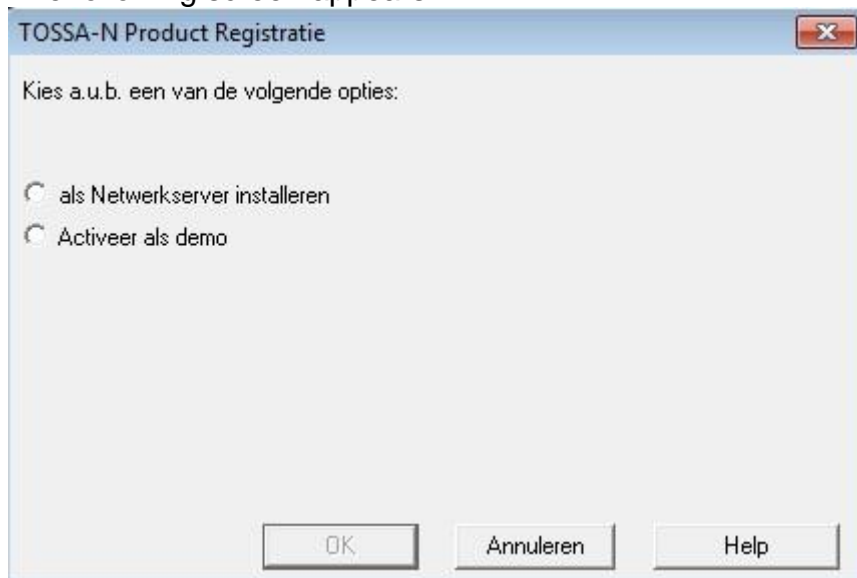 TOSSA-N Product Registratie
Kies a.u.b. een van de volgende opties:
als Netwerkserver installeren
Activeer als demo
OK
Annuleren
Help